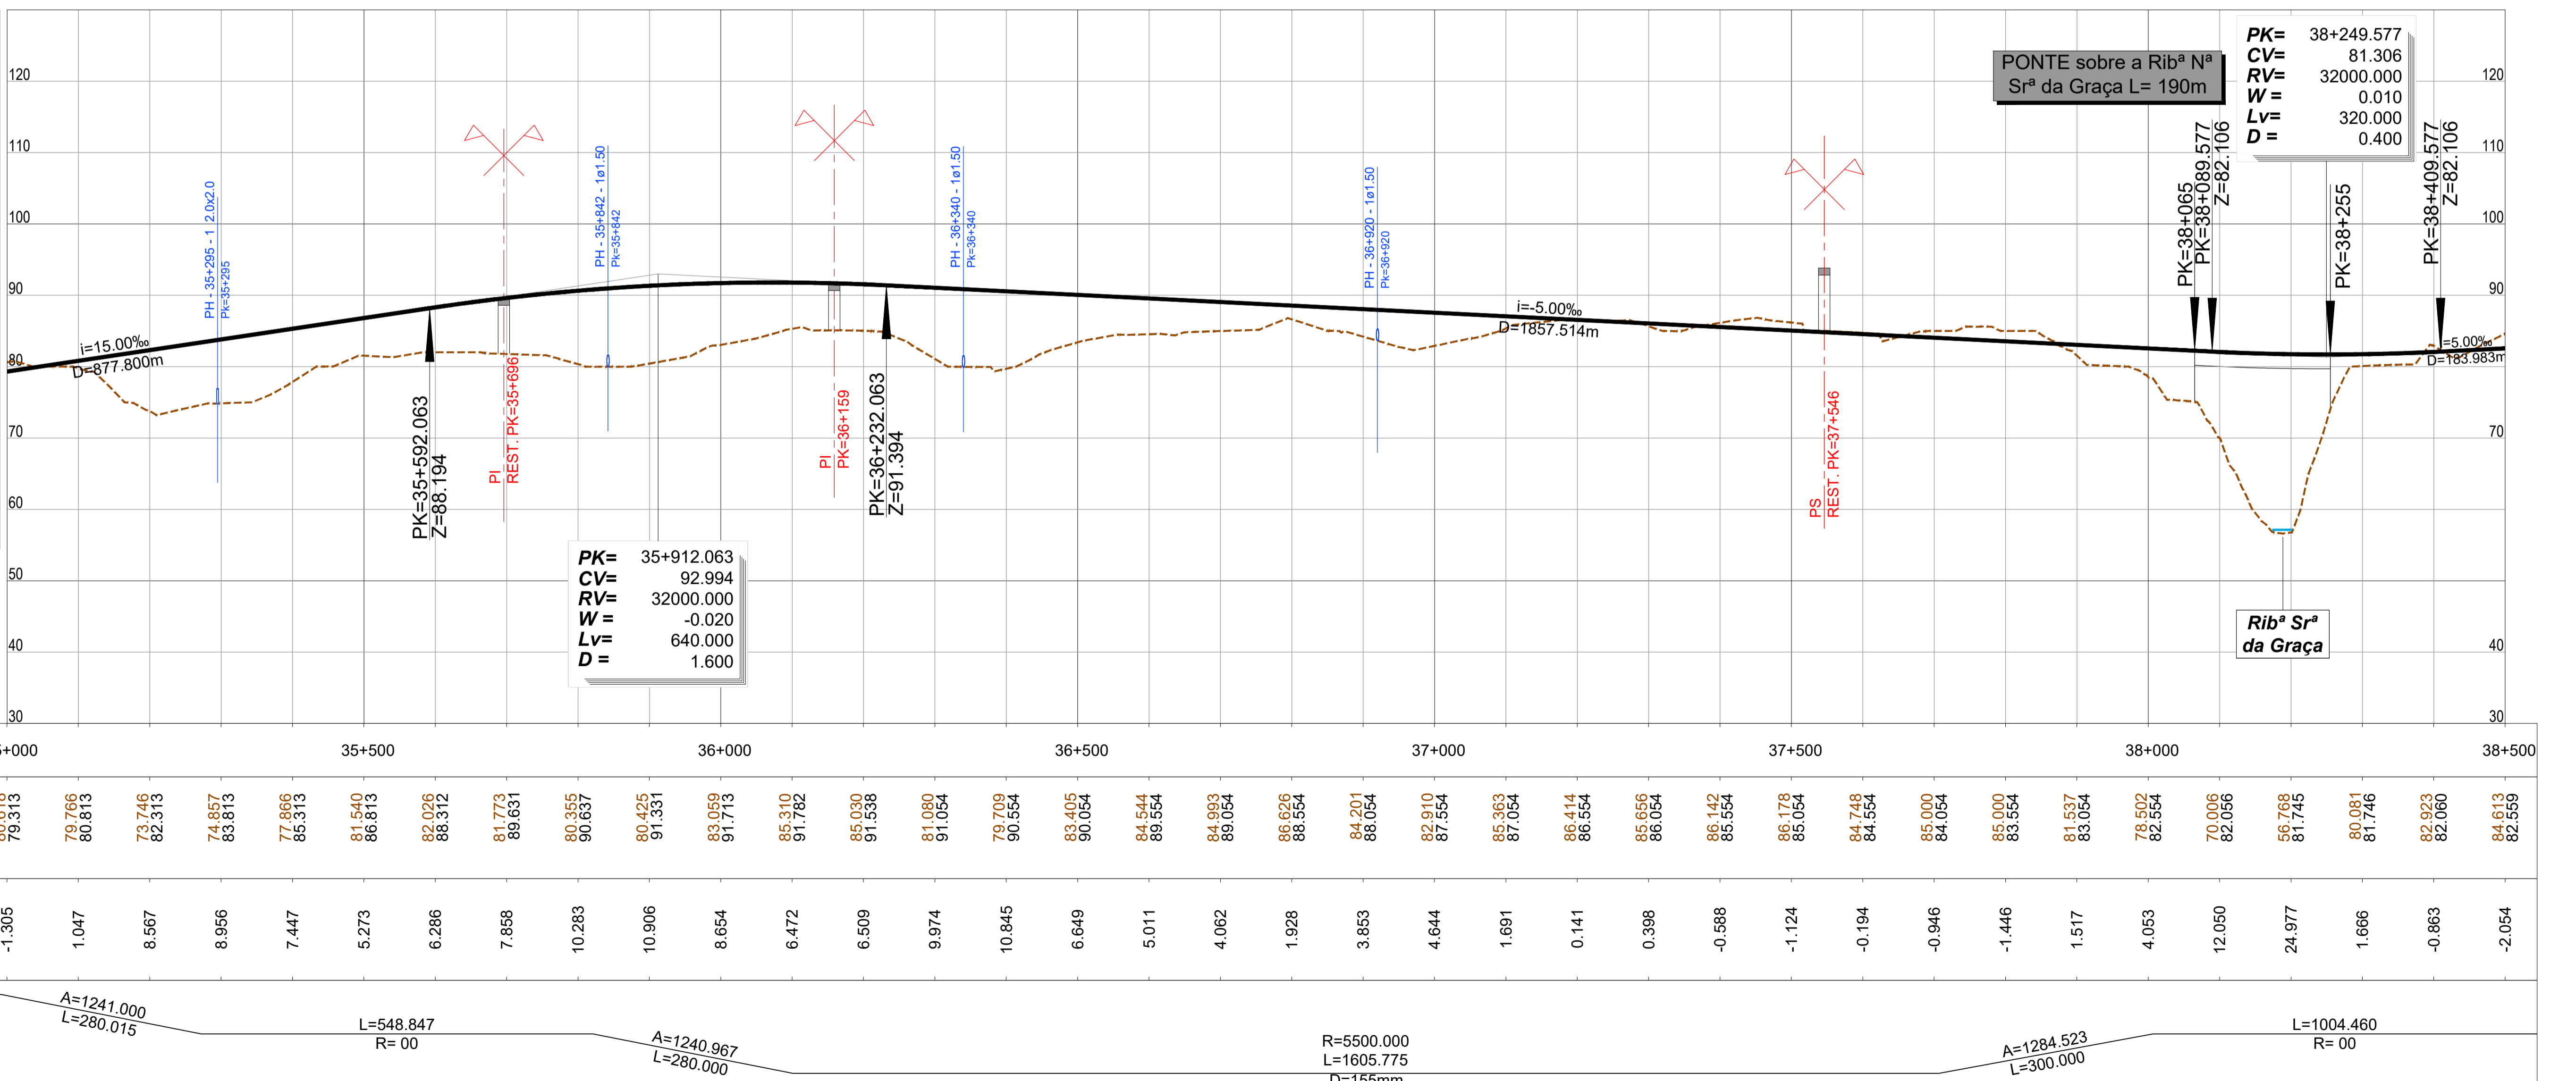 120
110
100
90
80
70
60
50
40
30
120
110
100
90
70
40
30
i=15.00‰
D=877.800m
PH - 35+295 - 1 2.0x2.0
Pk=35+295
PK=35+592.063
Z=88.194
PI
REST. PK=35+696
PH - 35+842 - 1ø1.50
Pk=35+842
PK= 35+912.063
CV= 92.994
RV= 32000.000
W = -0.020
Lv= 640.000
D = 1.600
PI
PK=36+159
PK=36+232.063
Z=91.394
PH - 36+340 - 1ø1.50
Pk=36+340
PH - 36+920 - 1ø1.50
Pk=36+920
i=-5.00‰
D=1857.514m
PS
REST. PK=37+546
PONTE sobre a Ribª Nª
Srª da Graça L= 190m
PK=38+065
PK=38+089.577
Z=82.106
PK= 38+249.577
CV= 81.306
RV= 32000.000
W = 0.010
Lv= 320.000
D = 0.400
PK=38+255
PK=38+409.577
Z=82.106
=5.00‰
D=183.983m
Ribª Srª
da Graça
5+000 35+500 36+000 36+500 37+000 37+500 38+000 38+500
79.766 73.746 74.857 77.866 81.540 82.026 81.773 80.355 80.425 83.059 85.310 85.030 81.080 79.709 83.405 84.544 84.993 86.626 84.201 82.910 85.363 86.414 85.656 86.142 86.178 84.748 85.000 85.000 81.537 78.502 70.006 56.768 80.081 82.923 84.613
79.313 80.813 82.313 83.813 85.313 86.813 88.312 89.631 90.637 91.331 91.713 91.782 91.538 91.054 90.554 90.054 89.554 89.054 88.554 88.054 87.554 87.054 86.554 86.054 85.554 85.054 84.554 84.054 83.554 83.054 82.554 82.056 81.745 81.746 82.060 82.559
-1.305 1.047 8.567 8.956 7.447 5.273 6.286 7.858 10.283 10.906 8.654 6.472 6.509 9.974 10.845 6.649 5.011 4.062 1.928 3.853 4.644 1.691 0.141 0.398 -0.588 -1.124 -0.194 -0.946 -1.446 1.517 4.053 12.050 24.977 1.666 -0.863 -2.054
A=1241.000
L=280.015
L=548.847
R= 00
A=1240.967
L=280.000
R=5500.000
L=1605.775
D=155mm
A=1284.523
L=300.000
L=1004.460
R= 00